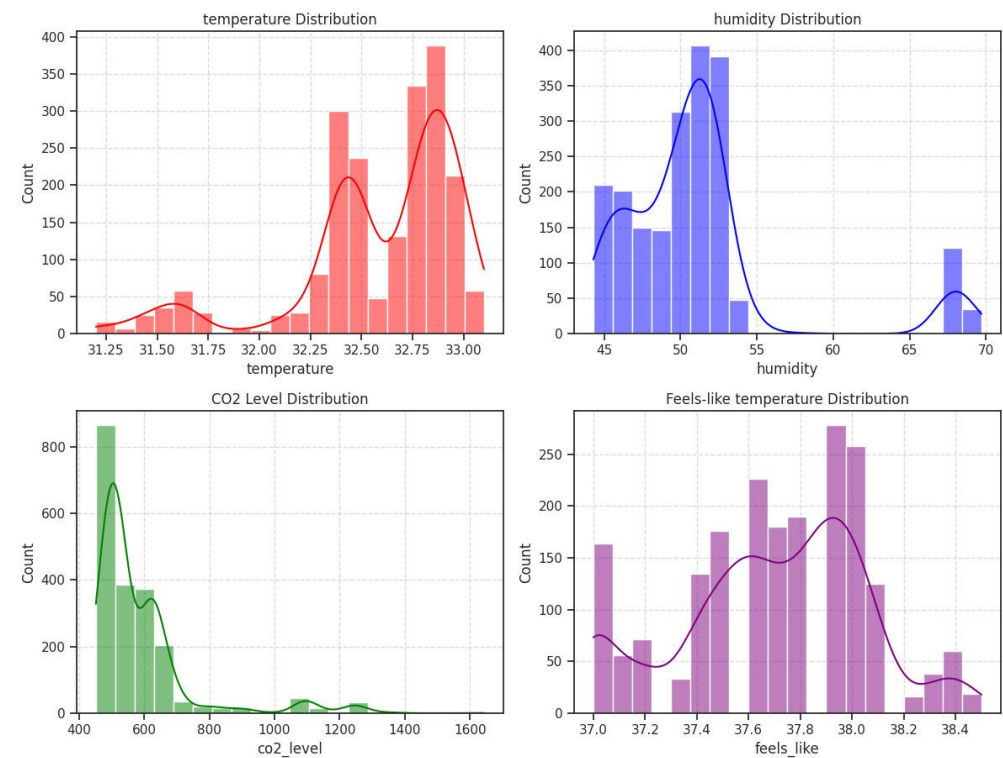 temperature Distribution
400
350
300
250
200
150
100
50
0
Count
31.25 31.50 31.75 32.00 32.25 32.50 32.75 33.00
temperature
humidity Distribution
400
350
300
250
200
150
100
50
0
Count
45 50 55 60 65 70
humidity
CO2 Level Distribution
800
600
400
200
0
Count
400 600 800 1000 1200 1400 1600
co2_level
Feels-like temperature Distribution
250
200
150
100
50
0
Count
37.0 37.2 37.4 37.6 37.8 38.0 38.2 38.4
feels_like